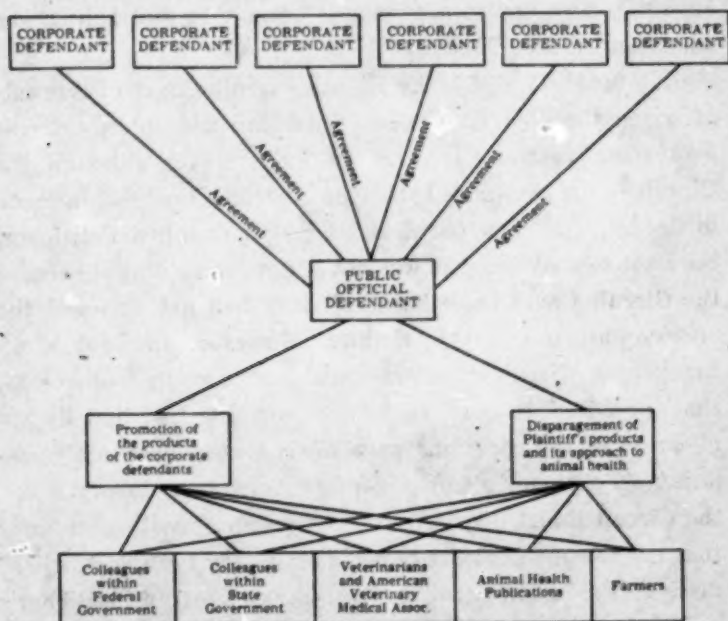 CORPORATE DEFENDANT
CORPORATE DEFENDANT
CORPORATE DEFENDANT
CORPORATE DEFENDANT
CORPORATE DEFENDANT
CORPORATE DEFENDANT
Agreement
Agreement
Agreement
Agreement
Agreement
Agreement
PUBLIC
OFFICIAL
DEFENDANT
Promotion of
the products
of the corporate
defendants
Disparagement of
Plaintiff's products
and its approach to
animal health
Colleagues
within
Federal
Government
Colleagues
within
State
Government
Veterinarians
and American
Veterinary
Medical Assoc.
Animal Health
Publications
Farmers